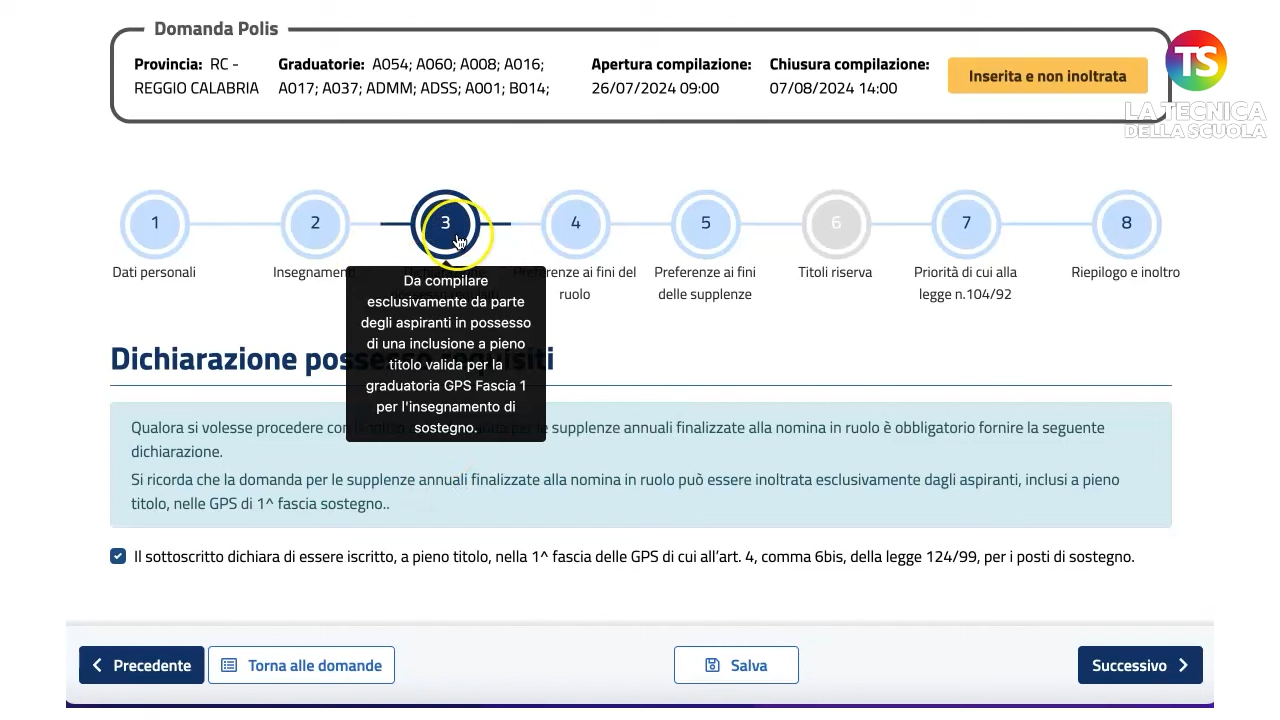 Domanda Polis
Provincia: RC -
REGGIO CALABRIA
Graduatorie: A054; A060; A008; A016;
A017; A037; ADMM; ADSS; A001; B014;
Apertura compilazione:
26/07/2024 09:00
Chiusura compilazione:
07/08/2024 14:00
Inserita e non inoltrata
TS
LA TECNICA
DELLA SCUOLA
1
2
3
4
5
6
7
8
Dati personali
Insegnamen
Preferenze ai fini del
ruolo
Preferenze ai fini
delle supplenze
Titoli riserva
Priorità di cui alla
legge n.104/92
Riepilogo e inoltro
Da compilare
esclusivamente da parte
degli aspiranti in possesso
di una inclusione a pieno
titolo valida per la
graduatoria GPS Fascia 1
per l'insegnamento di
sostegno.
Dichiarazione possesso requisiti
Qualora si volesse procedere con le supplenze annuali finalizzate alla nomina in ruolo è obbligatorio fornire la seguente
dichiarazione.
Si ricorda che la domanda per le supplenze annuali finalizzate alla nomina in ruolo può essere inoltrata esclusivamente dagli aspiranti, inclusi a pieno
titolo, nelle GPS di 1^ fascia sostegno..
Il sottoscritto dichiara di essere iscritto, a pieno titolo, nella 1^ fascia delle GPS di cui all’art. 4, comma 6bis, della legge 124/99, per i posti di sostegno.
Precedente
Torna alle domande
Salva
Successivo